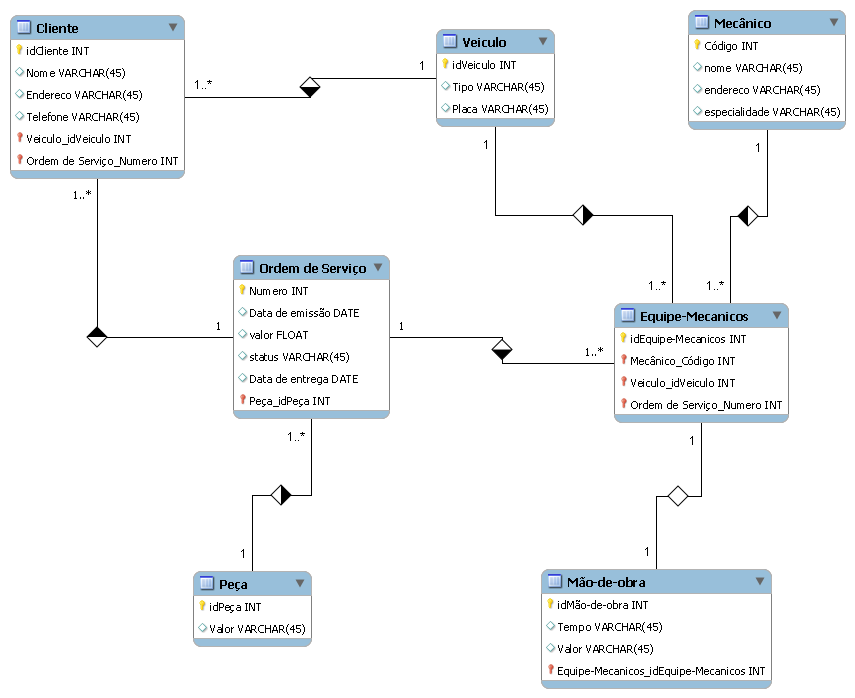 Cliente
idCliente INT
Nome VARCHAR(45)
Endereco VARCHAR(45)
Telefone VARCHAR(45)
Veiculo_idVeiculo INT
Ordem de Serviço_Numero INT
1..*
1
1..*
Veiculo
idVeiculo INT
Tipo VARCHAR(45)
Placa VARCHAR(45)
1
1..*
Mecânico
Código INT
nome VARCHAR(45)
endereco VARCHAR(45)
especialidade VARCHAR(45)
1
1..*
Ordem de Serviço
Numero INT
Data de emissão DATE
valor FLOAT
status VARCHAR(45)
Data de entrega DATE
Peça_idPeça INT
1
1
1..*
1..*
Equipe-Mecanicos
idEquipe-Mecanicos INT
Mecânico_Código INT
Veiculo_idVeiculo INT
Ordem de Serviço_Numero INT
1
1
1
Peça
idPeça INT
Valor VARCHAR(45)
Mão-de-obra
idMão-de-obra INT
Tempo VARCHAR(45)
Valor VARCHAR(45)
Equipe-Mecanicos_idEquipe-Mecanicos INT